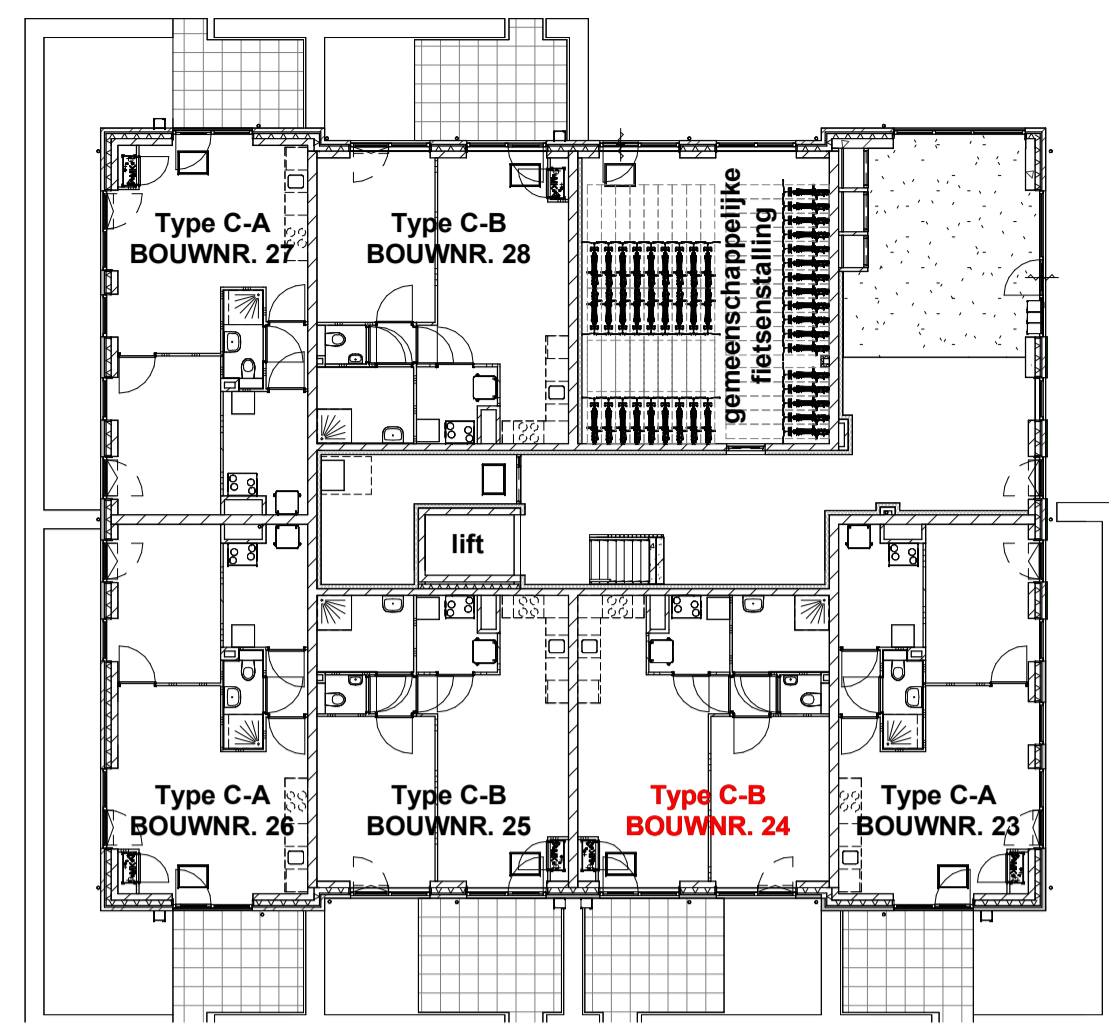 Type C-A
BOUWNR. 27
Type C-B
BOUWNR. 28
gemeenschappelijke
fietsenstalling
lift
Type C-A
BOUWNR. 26
Type C-B
BOUWNR. 25
Type C-B
BOUWNR. 24
Type C-A
BOUWNR. 23